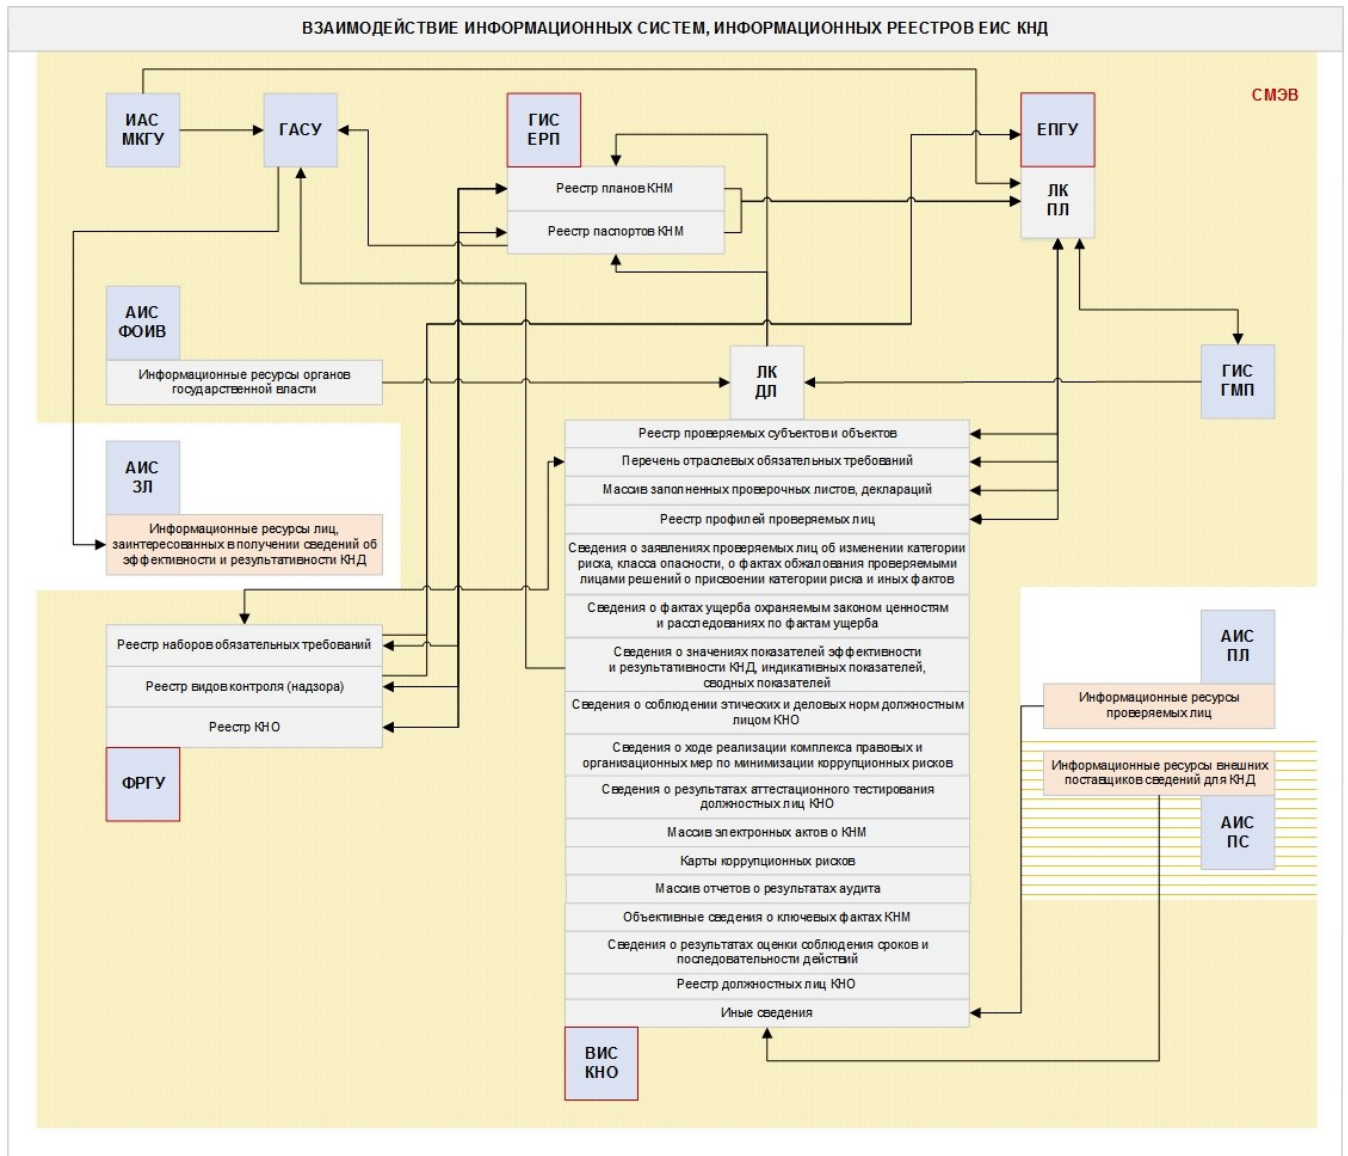 ВЗАИМОДЕЙСТВИЕ ИНФОРМАЦИОННЫХ СИСТЕМ, ИНФОРМАЦИОННЫХ РЕЕСТРОВ ЕИС КНД
СМЭВ
ИАС
МКГУ
ГАСУ
ГИС
ЕРП
ЕПГУ
Реестр планов КНМ
Реестр паспортов КНМ
ЛК
ПЛ
АИС
ФОИВ
Информационные ресурсы органов
государственной власти
ЛК
ДЛ
ГИС
ГМП
АИС
ЗЛ
Информационные ресурсы лиц,
заинтересованных в получении сведений об
эффективности и результативности КНД
Реестр проверяемых субъектов и объектов
Перечень отраслевых обязательных требований
Массив заполненных проверочных листов, деклараций
Реестр профилей проверяемых лиц
Сведения о заявлениях проверяемых лиц об изменении категории
риска, класса опасности, о фактах обжалования проверяемыми
лицами решений о присвоении категории риска и иных фактов
Сведения о фактах ущерба охраняемым законом ценностям
и расследованиях по фактам ущерба
Сведения о значениях показателей эффективности
и результативности КНД, индикативных показателей,
сводных показателей
Сведения о соблюдении этических и деловых норм должностным
лицом КНО
Сведения о ходе реализации комплекса правовых и
организационных мер по минимизации коррупционных рисков
Сведения о результатах аттестационного тестирования
должностных лиц КНО
Массив электронных актов о КНМ
Карты коррупционных рисков
Массив отчетов о результатах аудита
Объективные сведения о ключевых фактах КНМ
Сведения о результатах оценки соблюдения сроков и
последовательности действий
Реестр должностных лиц КНО
Иные сведения
ВИС
КНО
Реестр наборов обязательных требований
Реестр видов контроля (надзора)
Реестр КНО
ФРГУ
АИС
ПЛ
Информационные ресурсы
проверяемых лиц
Информационные ресурсы внешних
поставщиков сведений для КНД
АИС
ПС